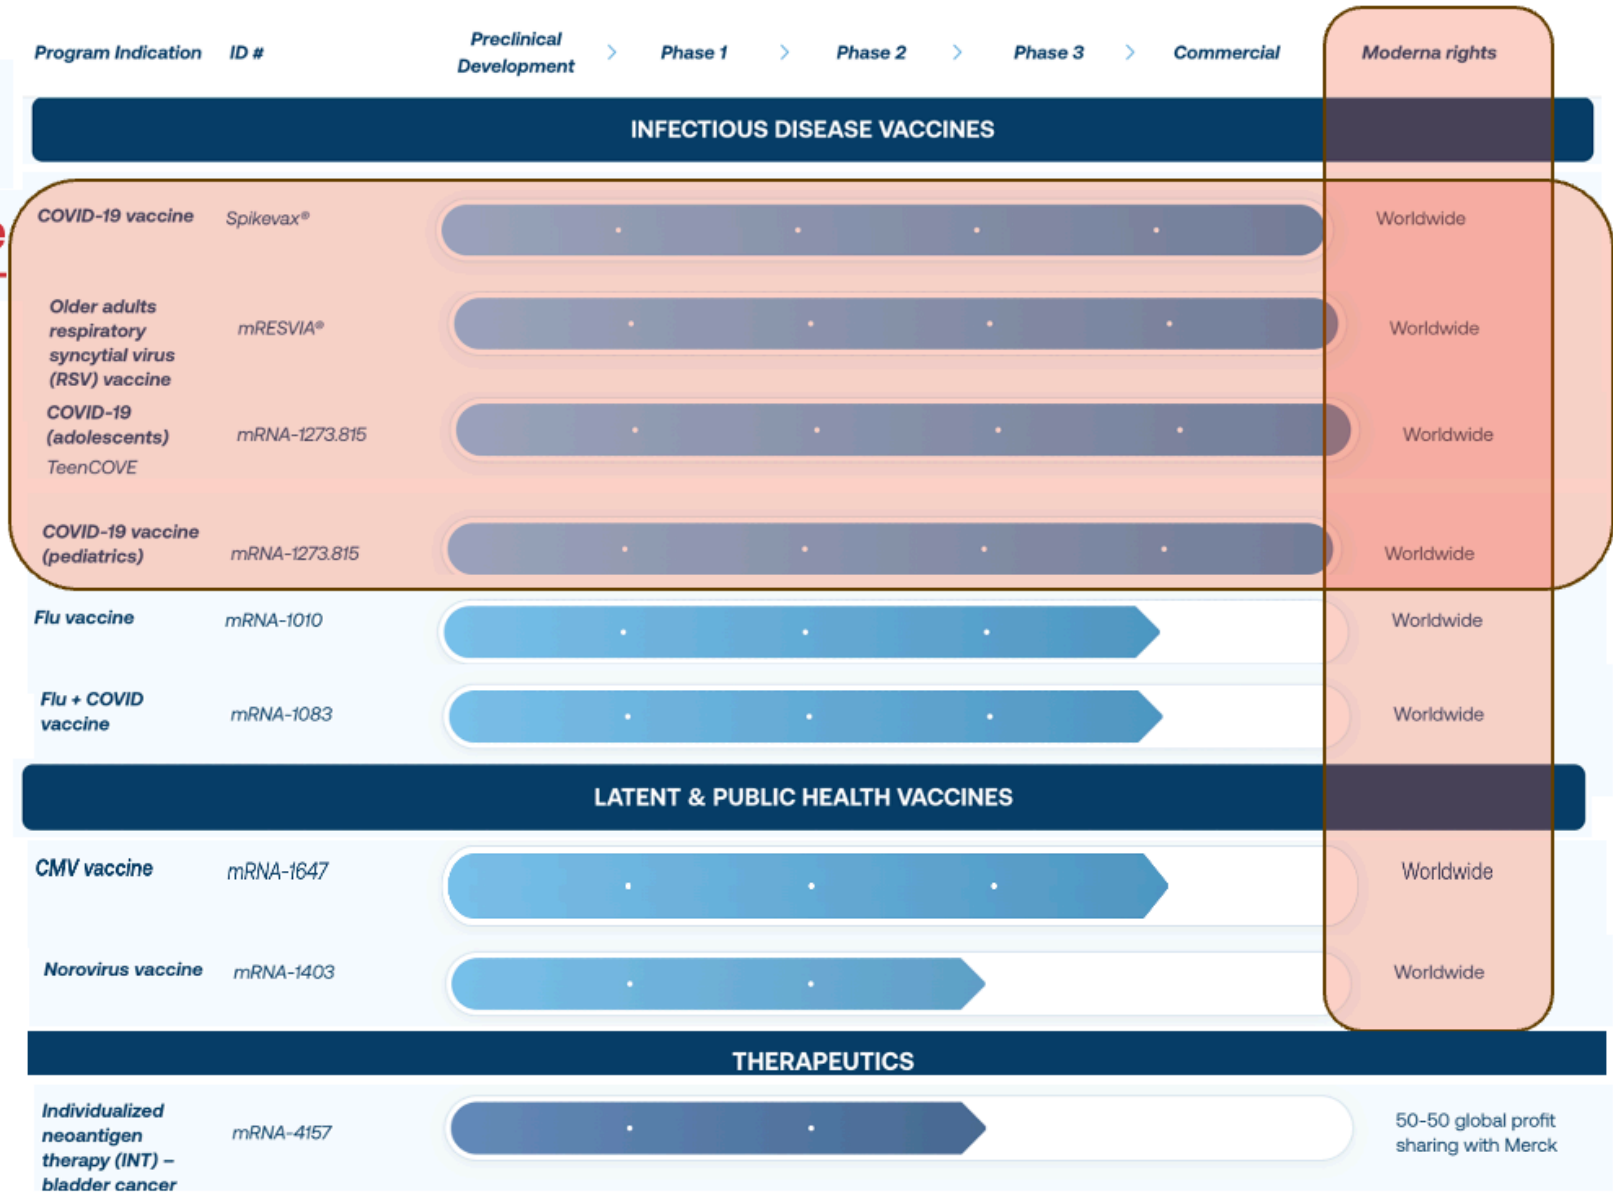 Program Indication ID # Preclinical Development > Phase 1 > Phase 2 > Phase 3 > Commercial Moderna rights
INFECTIOUS DISEASE VACCINES
COVID-19 vaccine Spikevax® Worldwide
Older adults
respiratory
syncytial virus
(RSV) vaccine
mRESVIA® Worldwide
COVID-19
(adolescents)
TeenCOVE
mRNA-1273.815 Worldwide
COVID-19 vaccine
(pediatrics)
mRNA-1273.815 Worldwide
Flu vaccine mRNA-1010 Worldwide
Flu + COVID
vaccine
mRNA-1083 Worldwide
LATENT & PUBLIC HEALTH VACCINES
CMV vaccine mRNA-1647 Worldwide
Norovirus vaccine mRNA-1403 Worldwide
THERAPEUTICS
Individualized
neoantigen
therapy (INT) –
bladder cancer
mRNA-4157
50-50 global profit
sharing with Merck